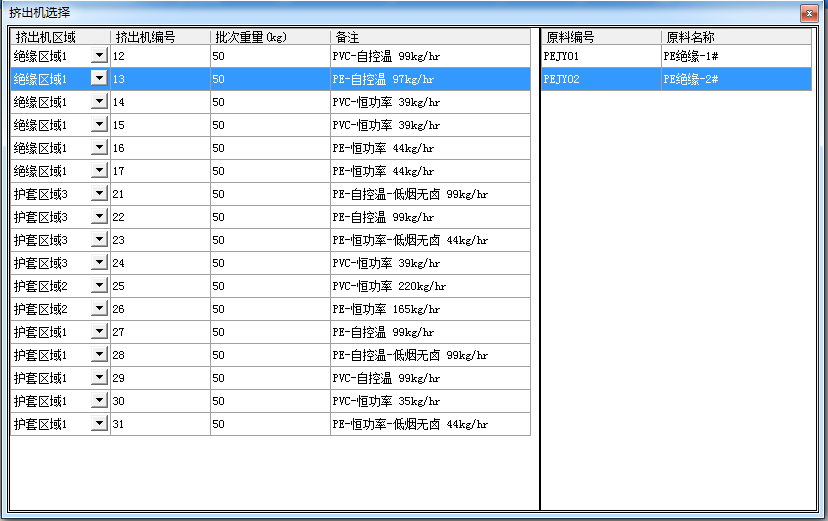 挤出机选择
挤出机区域 挤出机编号 批次重量(kg) 备注 原料编号 原料名称
绝缘区域1 12 50 PVC-自控温 99kg/hr PEJY01 PE绝缘-1#
绝缘区域1 13 50 PE-自控温 97kg/hr PEJY02 PE绝缘-2#
绝缘区域1 14 50 PVC-恒功率 39kg/hr
绝缘区域1 15 50 PVC-恒功率 39kg/hr
绝缘区域1 16 50 PE-恒功率 44kg/hr
绝缘区域1 17 50 PE-恒功率 44kg/hr
护套区域3 21 50 PE-自控温-低烟无卤 99kg/hr
护套区域3 22 50 PE-自控温 99kg/hr
护套区域3 23 50 PE-恒功率-低烟无卤 44kg/hr
护套区域3 24 50 PVC-恒功率 39kg/hr
护套区域2 25 50 PVC-恒功率 220kg/hr
护套区域2 26 50 PE-恒功率 165kg/hr
护套区域1 27 50 PE-自控温 99kg/hr
护套区域1 28 50 PE-自控温-低烟无卤 99kg/hr
护套区域1 29 50 PVC-自控温 99kg/hr
护套区域1 30 50 PVC-恒功率 35kg/hr
护套区域1 31 50 PE-恒功率-低烟无卤 44kg/hr